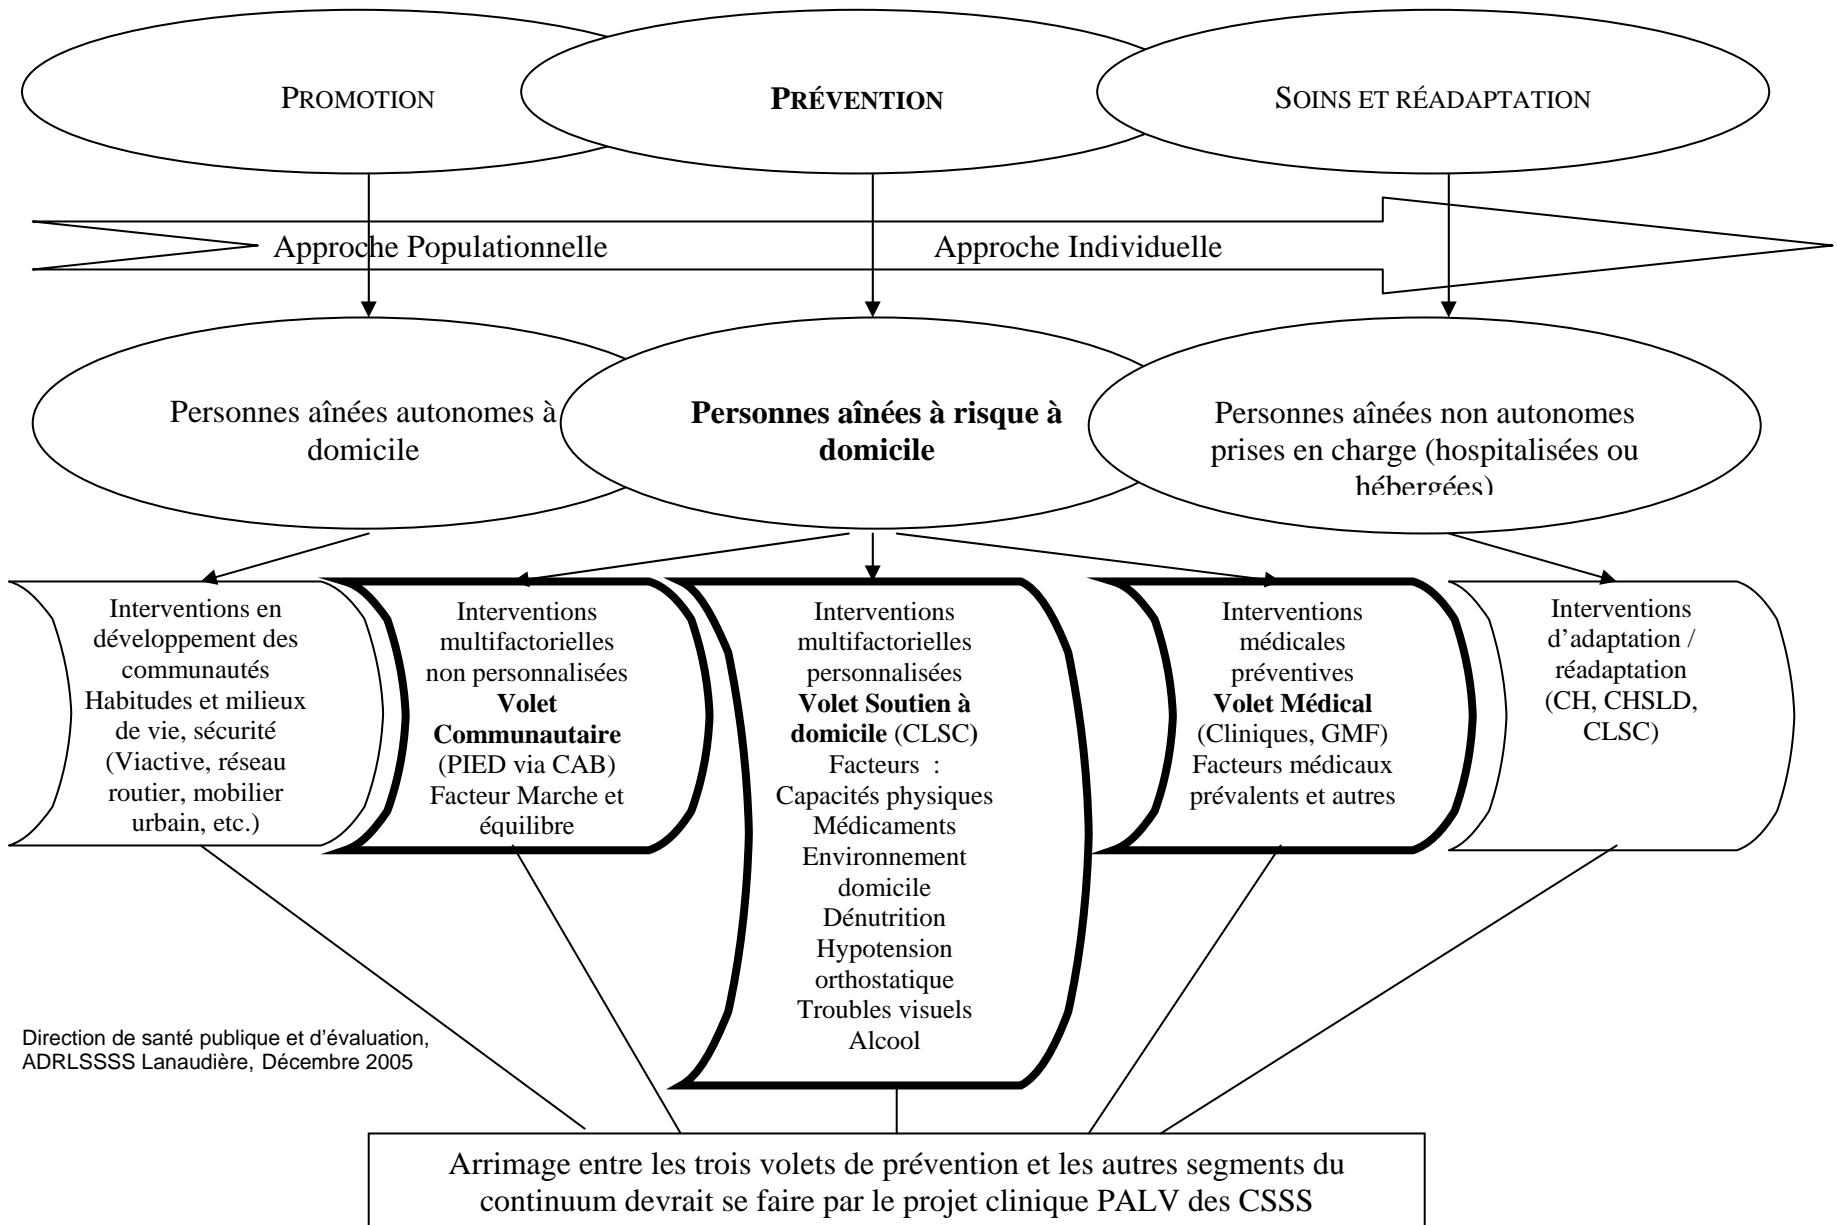 PROMOTION
PRÉVENTION
SOINS ET RÉADAPTATION
Approche Populationnelle
Approche Individuelle
Personnes aînées autonomes à
domicile
Personnes aînées à risque à
domicile
Personnes aînées non autonomes
prises en charge (hospitalisées ou
hébergées)
Interventions en
développement des
communautés
Habitudes et milieux
de vie, sécurité
(Viactive, réseau
routier, mobilier
urbain, etc.)
Interventions
multifactorielles
non personnalisées
Volet
Communautaire
(PIED via CAB)
Facteur Marche et
équilibre
Interventions
multifactorielles
personnalisées
Volet Soutien à
domicile (CLSC)
Facteurs :
Capacités physiques
Médicaments
Environnement
domicile
Dénutrition
Hypotension
orthostatique
Troubles visuels
Alcool
Interventions
médicales
préventives
Volet Médical
(Cliniques, GMF)
Facteurs médicaux
prévalents et autres
Interventions
d'adaptation /
réadaptation
(CH, CHSLD,
CLSC)
Direction de santé publique et d'évaluation,
ADRLSSSS Lanaudière, Décembre 2005
Arrimage entre les trois volets de prévention et les autres segments du
continuum devrait se faire par le projet clinique PALV des CSSS